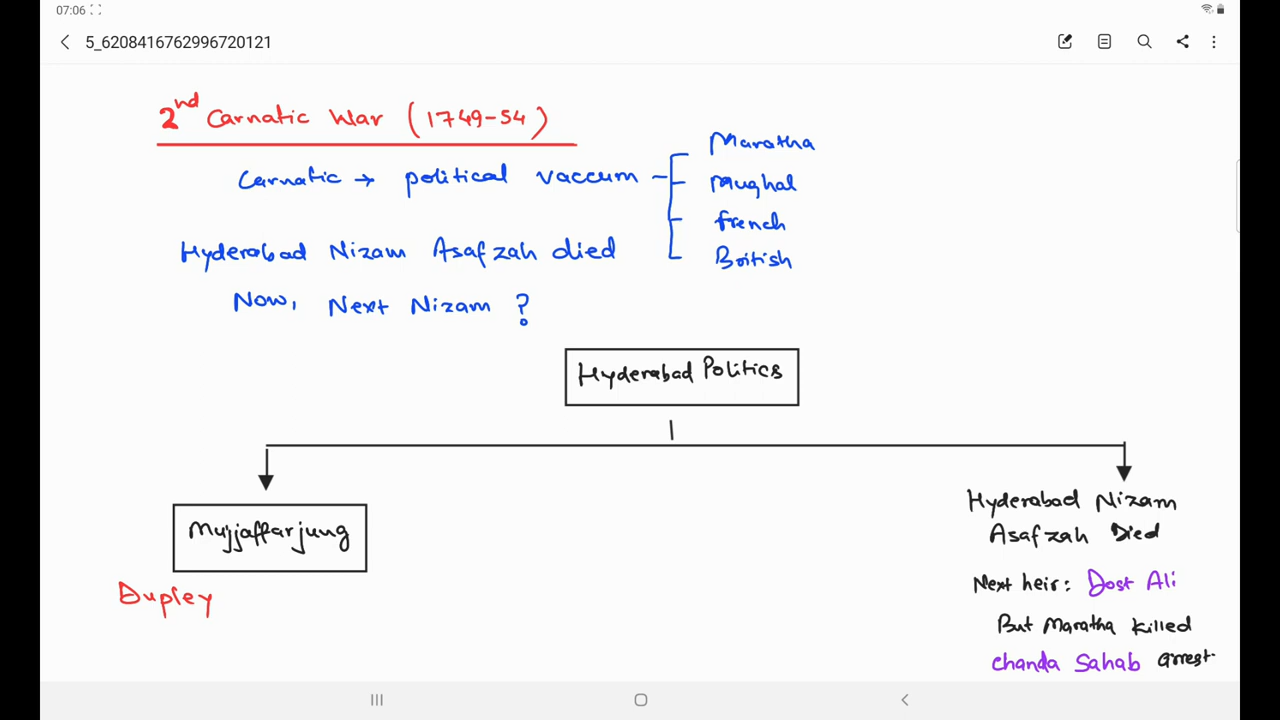 07:06
5_6208416762996720121
2nd Carnatic War (1749-54)
Carnatic → political vaccum
Maratha
Mughal
french
British
Hyderabad Nizam Asafzah died
Now, Next Nizam ?
Hyderabad Politics
Mujjaffarjung
Dupley
Hyderabad Nizam
Asafzah Died
Next heir: Dost Ali
But Maratha killed
Chanda Sahab arrest